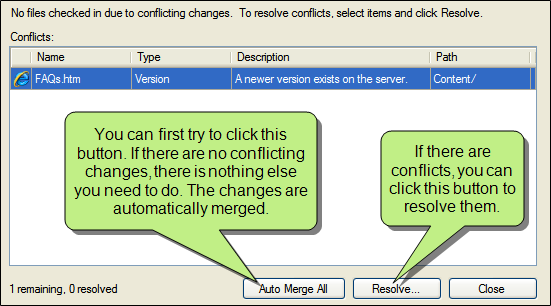 No files checked in due to conflicting changes.  To resolve conflicts, select items and click Resolve.
Conflicts:
Name Type Description Path
FAQs.htm Version A newer version exists on the server. Content/
You can first try to click this
button. If there are no conflicting
changes, there is nothing else
you need to do. The changes are
automatically merged.
If there are
conflicts, you can
click this button to
resolve them.
1 remaining, 0 resolved Auto Merge All Resolve... Close